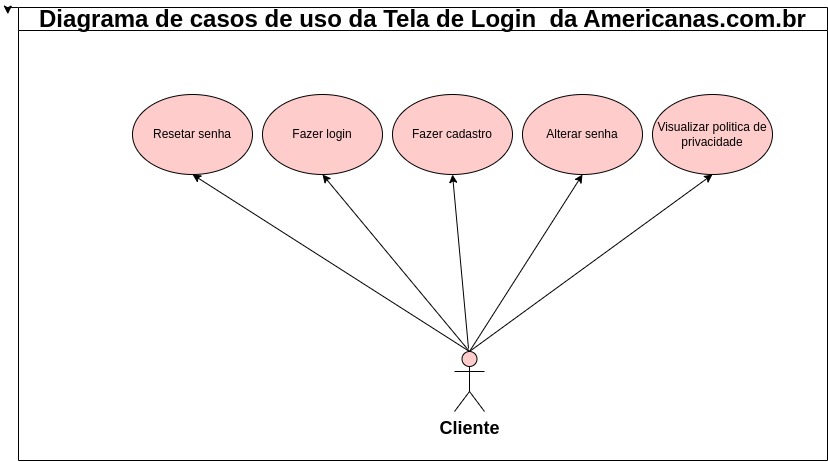 Diagrama de casos de uso da Tela de Login  da Americanas.com.br
Resetar senha
Fazer login
Fazer cadastro
Alterar senha
Visualizar politica de
privacidade
Cliente